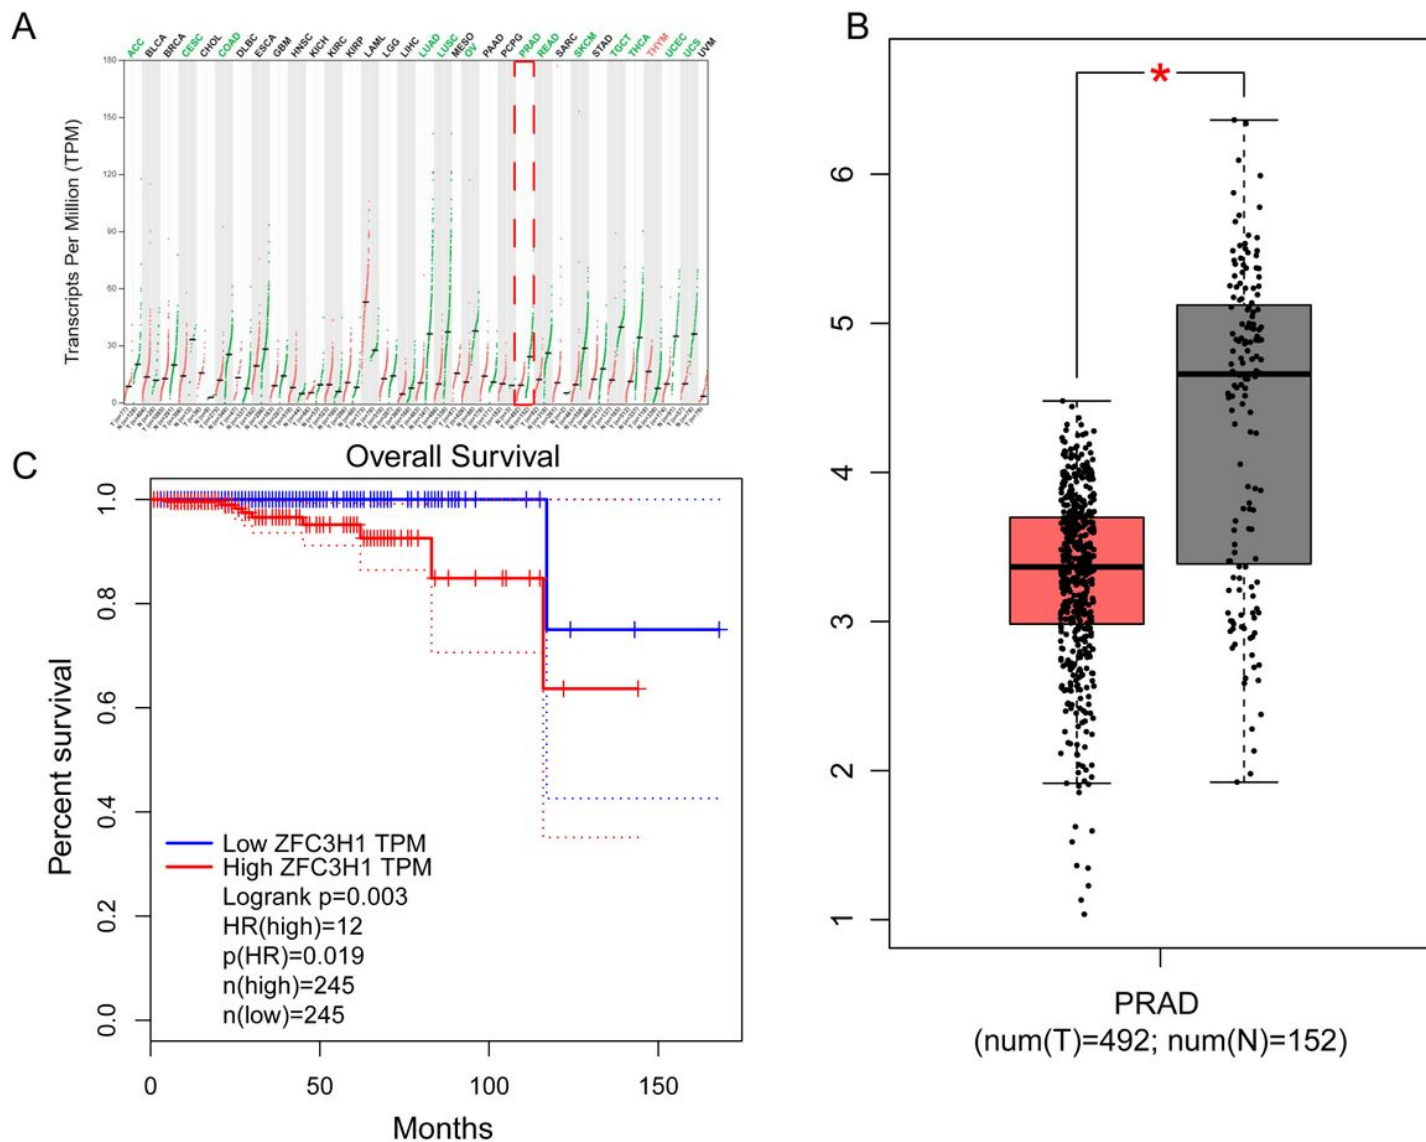 A
ACC BLCA BRCA CESC CHOL COAD DLBC ESCA GBM HNSC KICH KIRC KIRP LAML LGG LIHC LUAD LUSC MESO OV PAAD PCPG PRAD READ SARC SKCM STAD TGCT THCA THYM UCEC UCS UVM
Transcripts Per Million (TPM)
180
150
120
90
60
30
0
B
*
6
5
4
3
2
1
PRAD
(num(T)=492; num(N)=152)
C
Overall Survival
Percent survival
1.0
0.8
0.6
0.4
0.2
0.0
Low ZFC3H1 TPM
High ZFC3H1 TPM
Logrank p=0.003
HR(high)=12
p(HR)=0.019
n(high)=245
n(low)=245
0 50 100 150
Months